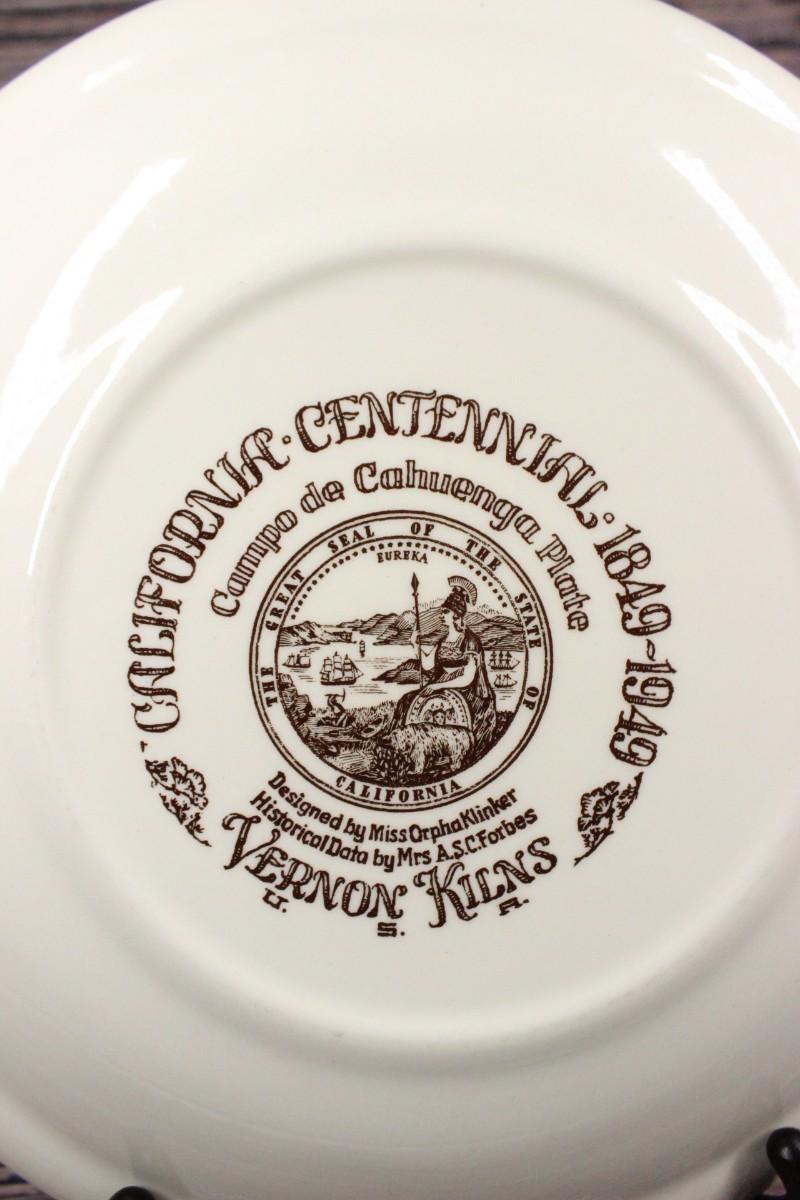 CALIFORNIA · CENTENNIAL · 1849-1949
Campo de Cahuenga Plate
THE GREAT SEAL OF THE STATE OF CALIFORNIA
EUREKA
Designed by Miss Orpha Klinker
Historical Data by Mrs A.S.C. Forbes
VERNON KILNS
U. S. A.